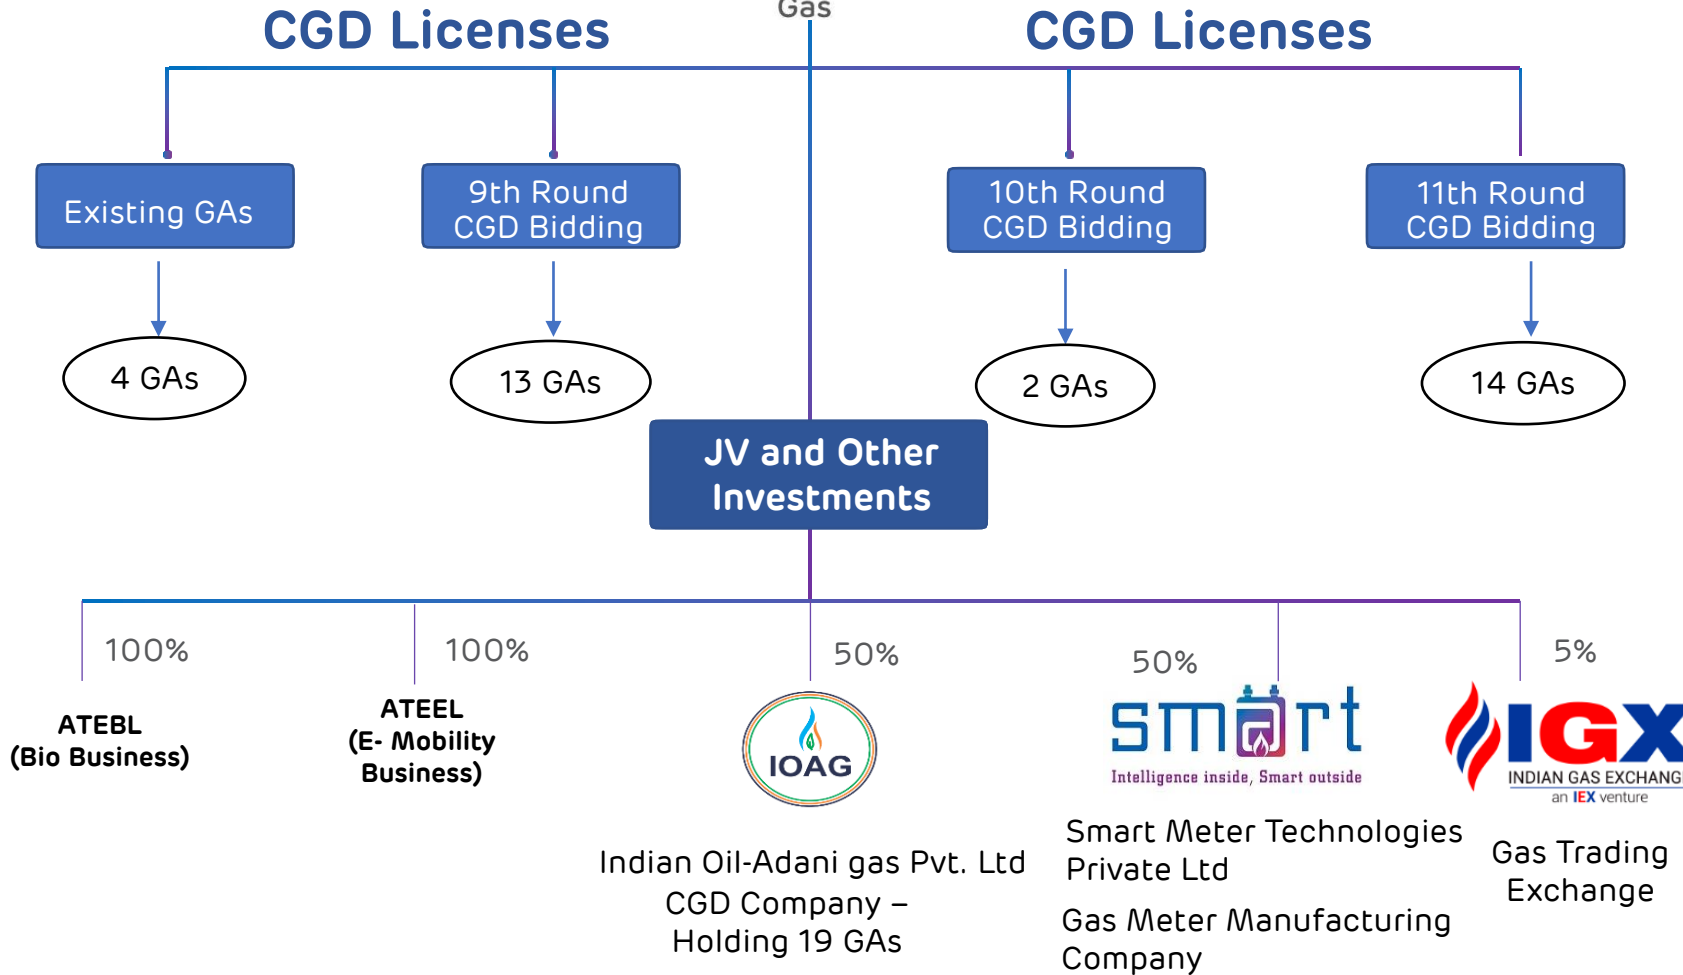 Gas
CGD Licenses
CGD Licenses
Existing GAs
9th Round
CGD Bidding
10th Round
CGD Bidding
11th Round
CGD Bidding
4 GAs
13 GAs
2 GAs
14 GAs
JV and Other
Investments
100%
100%
50%
50%
5%
ATEBL
(Bio Business)
ATEEL
(E- Mobility
Business)
IOAG
smart
Intelligence inside, Smart outside
IGX
INDIAN GAS EXCHANGE
an IEX venture
Indian Oil-Adani gas Pvt. Ltd
CGD Company –
Holding 19 GAs
Smart Meter Technologies
Private Ltd
Gas Meter Manufacturing
Company
Gas Trading
Exchange